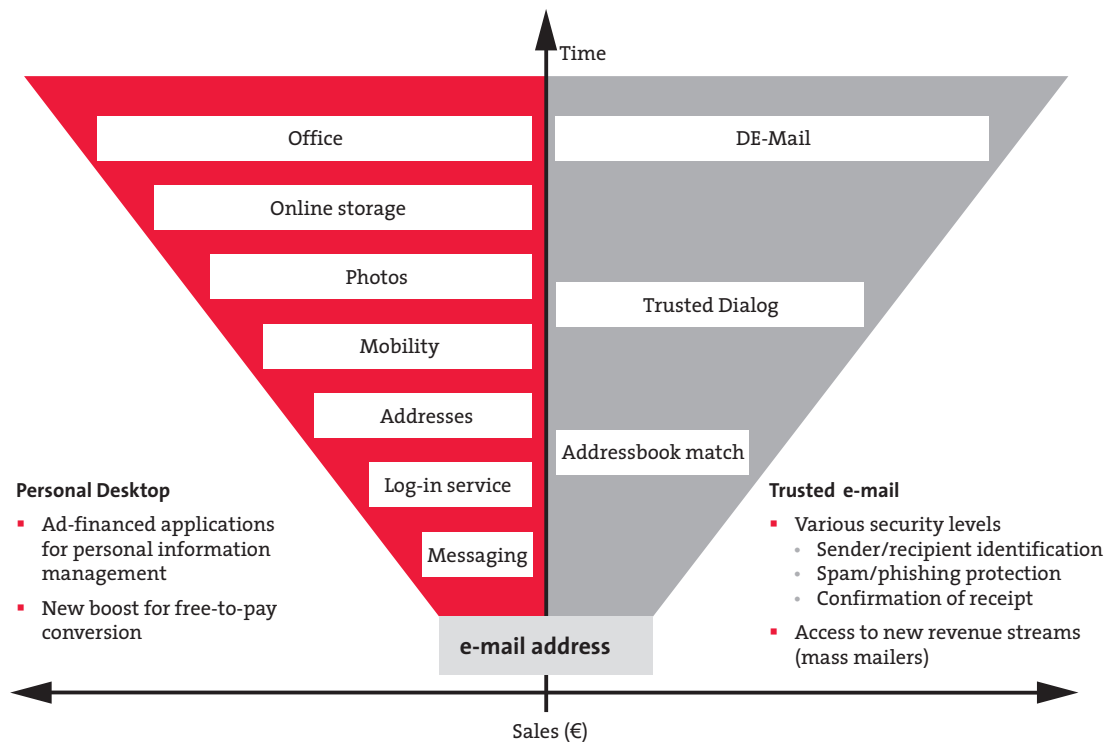 Time
Office
DE-Mail
Online storage
Photos
Trusted Dialog
Mobility
Addresses
Addressbook match
Log-in service
Messaging
Personal Desktop
▪ Ad-financed applications
for personal information
management
▪ New boost for free-to-pay
conversion
Trusted e-mail
▪ Various security levels
• Sender/recipient identification
• Spam/phishing protection
• Confirmation of receipt
▪ Access to new revenue streams
(mass mailers)
e-mail address
Sales (€)